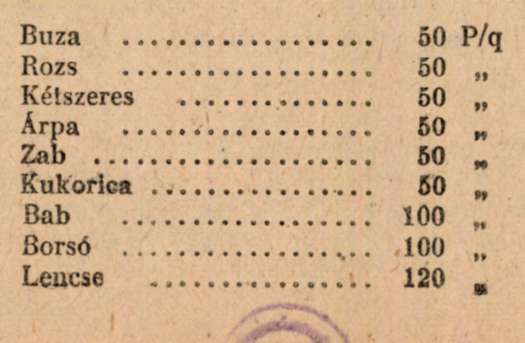 Buza ........................ 50 P/q
Rozs ........................ 50 „
Kétszeres .................. 50 „
Árpa ........................ 50 „
Zab .......................... 50 „
Kukorica ..................... 50 „
Bab ........................ 100 „
Borsó ........................ 100 „
Lencse ..................... 120 „